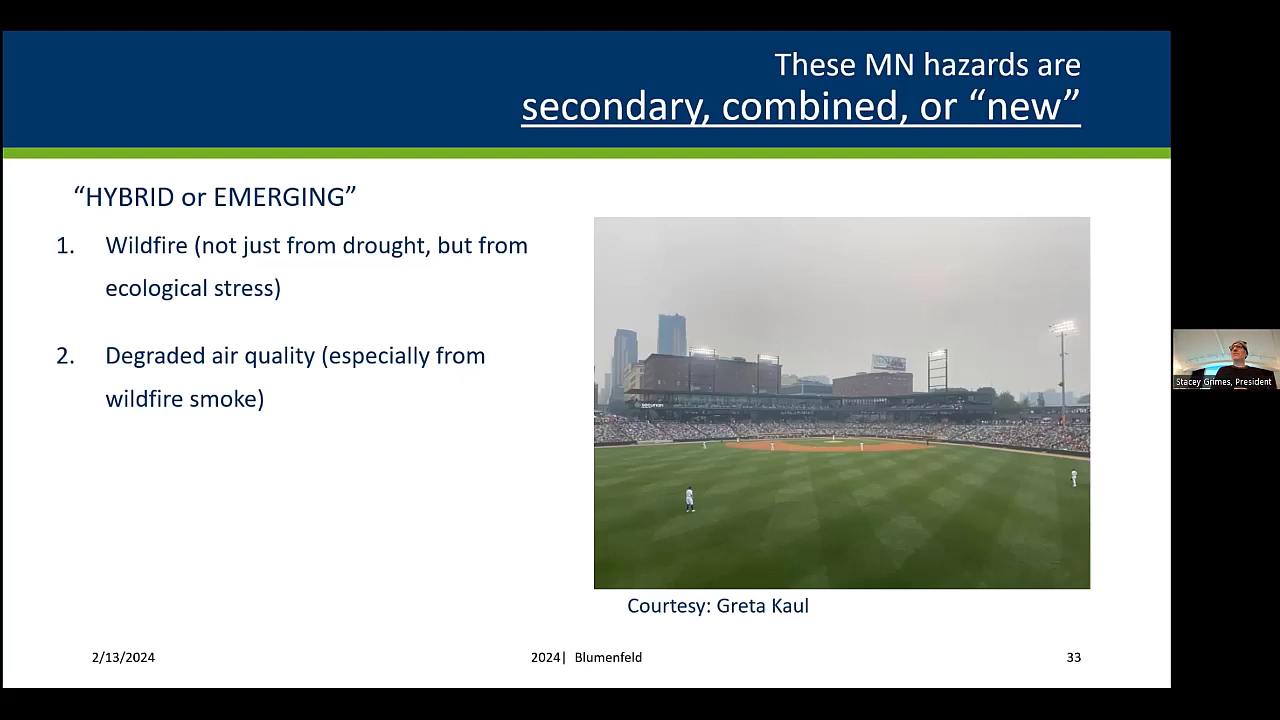 These MN hazards are
secondary, combined, or “new”
“HYBRID or EMERGING”
1. Wildfire (not just from drought, but from
ecological stress)
2. Degraded air quality (especially from
wildfire smoke)
Courtesy: Greta Kaul
2/13/2024
2024| Blumenfeld
33
Stacey Grimes, President